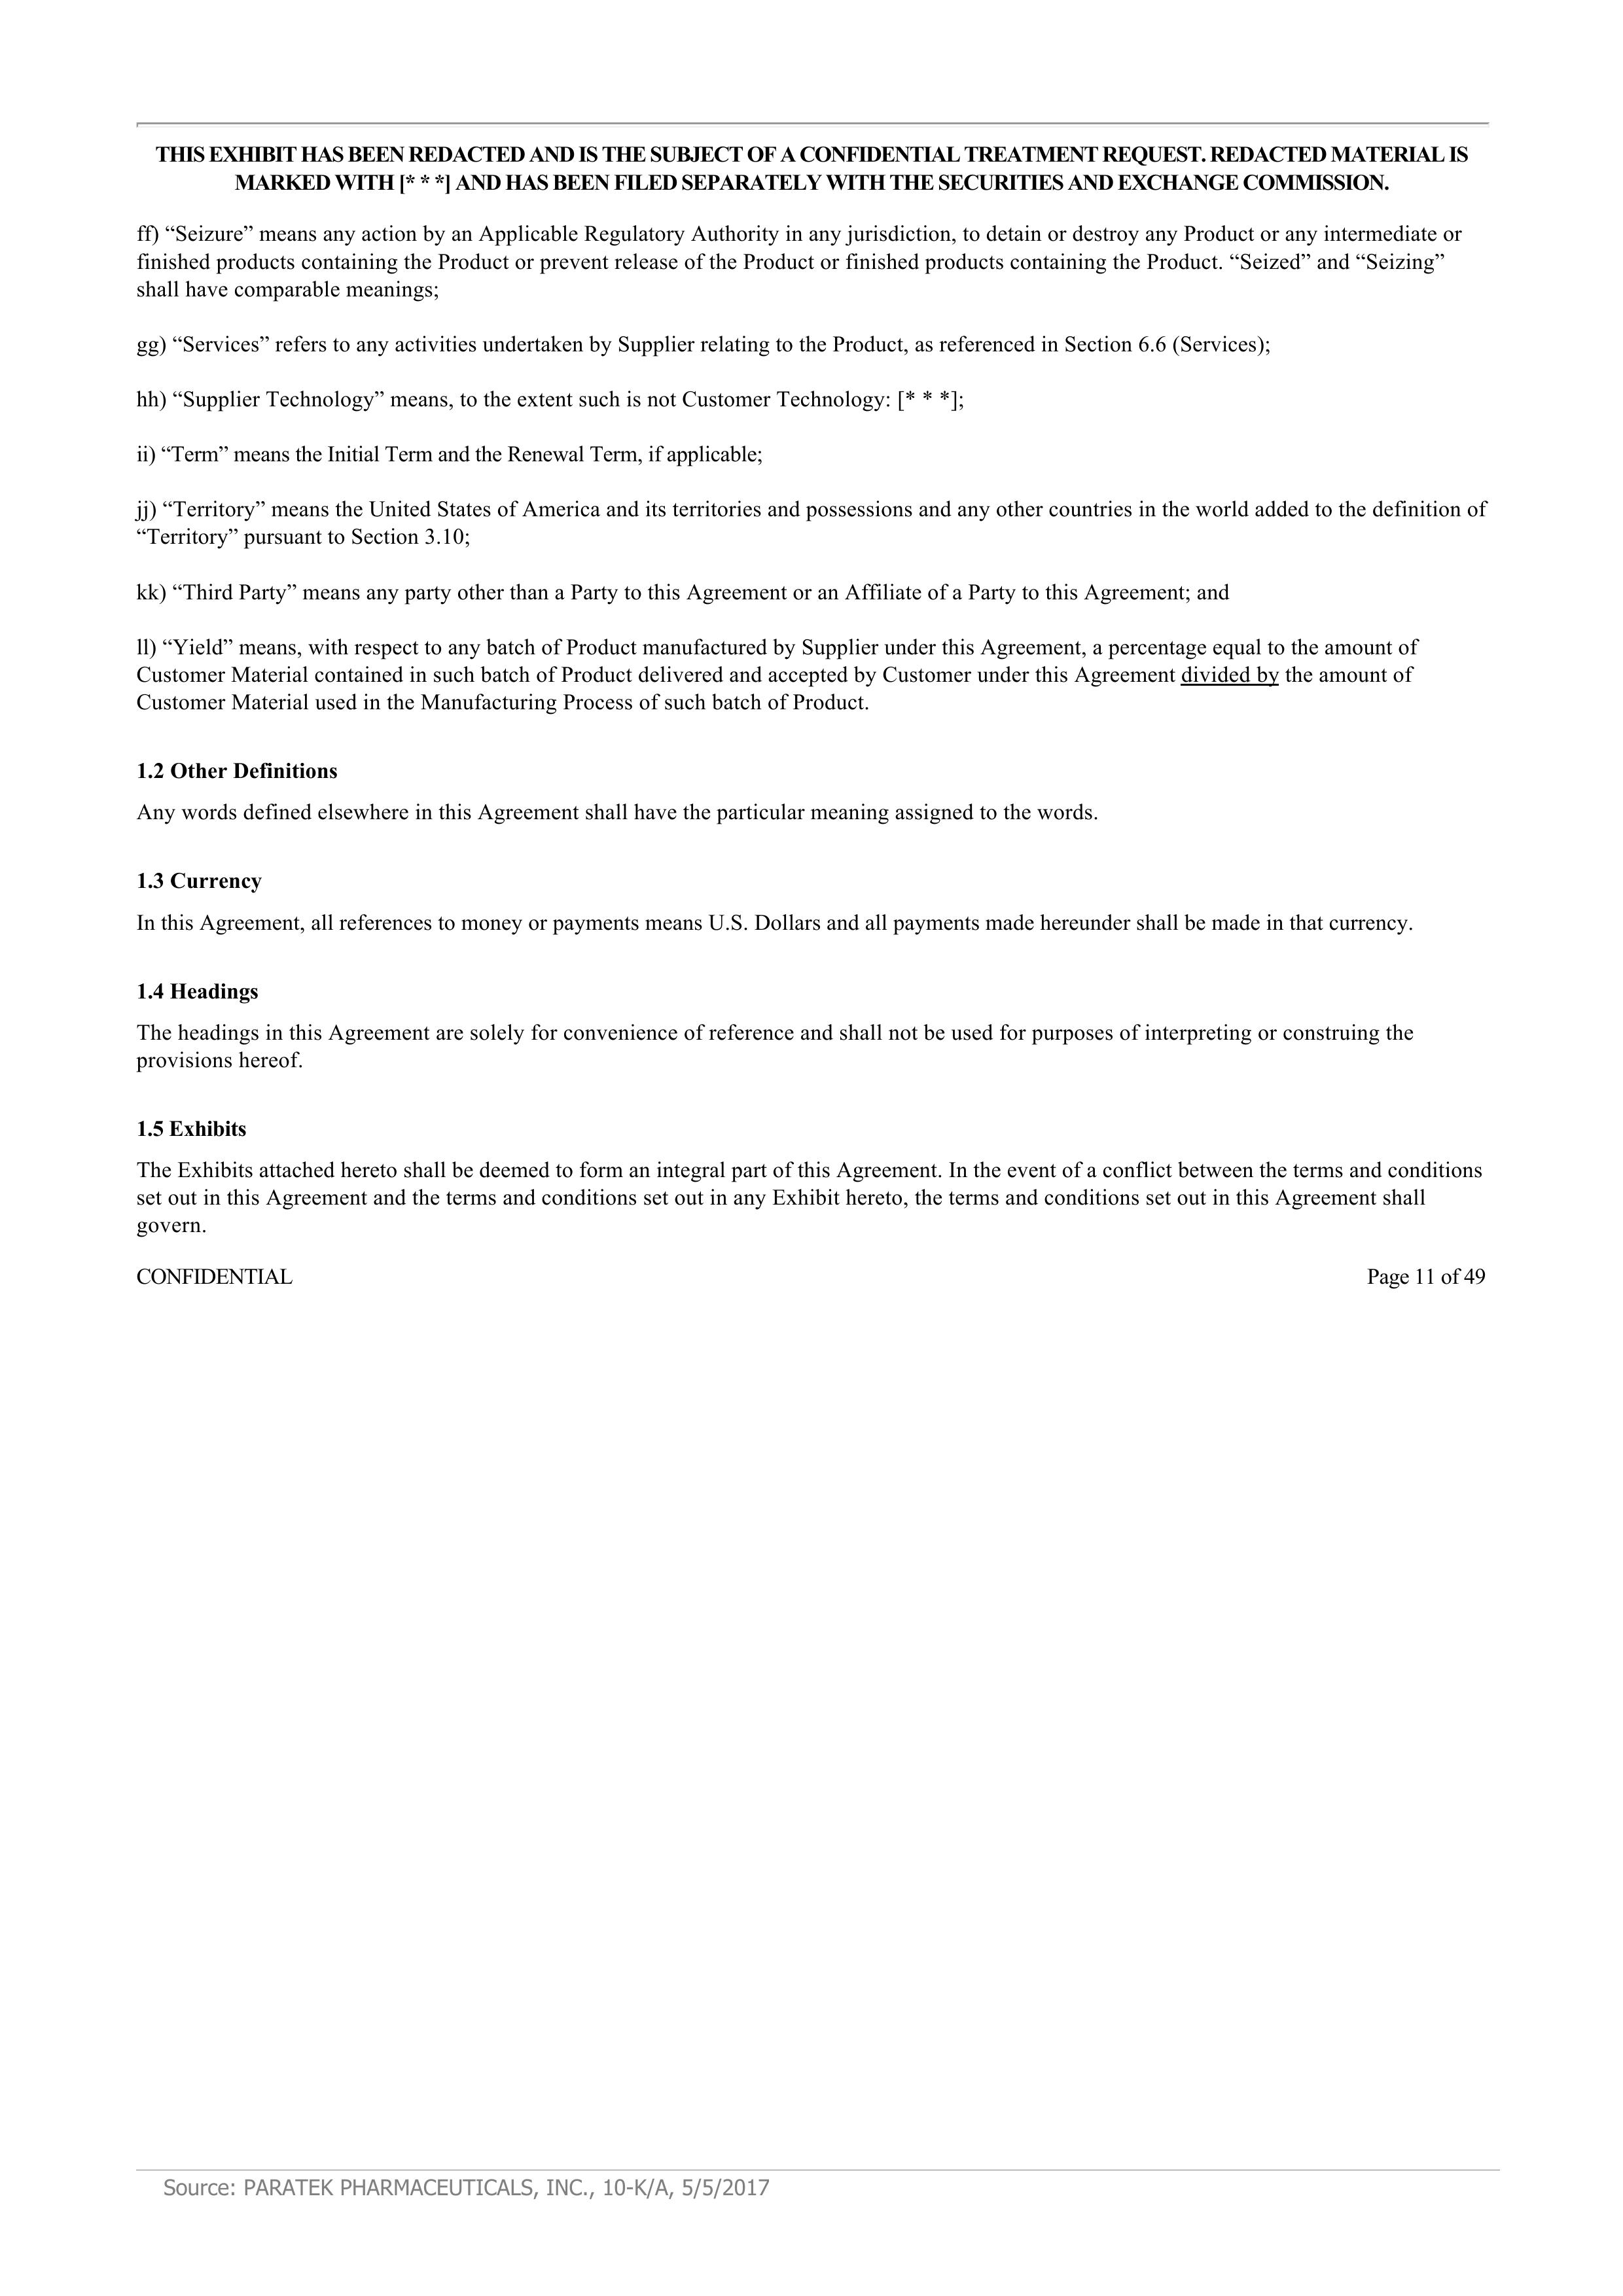 THIS EXHIBIT HAS BEEN REDACTED AND IS THE SUBJECT OF A CONFIDENTIAL TREATMENT REQUEST. REDACTED MATERIAL IS
MARKED WITH [* * *] AND HAS BEEN FILED SEPARATELY WITH THE SECURITIES AND EXCHANGE COMMISSION.
ff) “Seizure” means any action by an Applicable Regulatory Authority in any jurisdiction, to detain or destroy any Product or any intermediate or
finished products containing the Product or prevent release of the Product or finished products containing the Product. “Seized” and “Seizing”
shall have comparable meanings;
gg) “Services” refers to any activities undertaken by Supplier relating to the Product, as referenced in Section 6.6 (Services);
hh) “Supplier Technology” means, to the extent such is not Customer Technology: [* * *];
ii) “Term” means the Initial Term and the Renewal Term, if applicable;
jj) “Territory” means the United States of America and its territories and possessions and any other countries in the world added to the definition of
“Territory” pursuant to Section 3.10;
kk) “Third Party” means any party other than a Party to this Agreement or an Affiliate of a Party to this Agreement; and
ll) “Yield” means, with respect to any batch of Product manufactured by Supplier under this Agreement, a percentage equal to the amount of
Customer Material contained in such batch of Product delivered and accepted by Customer under this Agreement divided by the amount of
Customer Material used in the Manufacturing Process of such batch of Product.
1.2 Other Definitions
Any words defined elsewhere in this Agreement shall have the particular meaning assigned to the words.
1.3 Currency
In this Agreement, all references to money or payments means U.S. Dollars and all payments made hereunder shall be made in that currency.
1.4 Headings
The headings in this Agreement are solely for convenience of reference and shall not be used for purposes of interpreting or construing the
provisions hereof.
1.5 Exhibits
The Exhibits attached hereto shall be deemed to form an integral part of this Agreement. In the event of a conflict between the terms and conditions
set out in this Agreement and the terms and conditions set out in any Exhibit hereto, the terms and conditions set out in this Agreement shall
govern.
CONFIDENTIAL Page 11 of 49
Source: PARATEK PHARMACEUTICALS, INC., 10-K/A, 5/5/2017